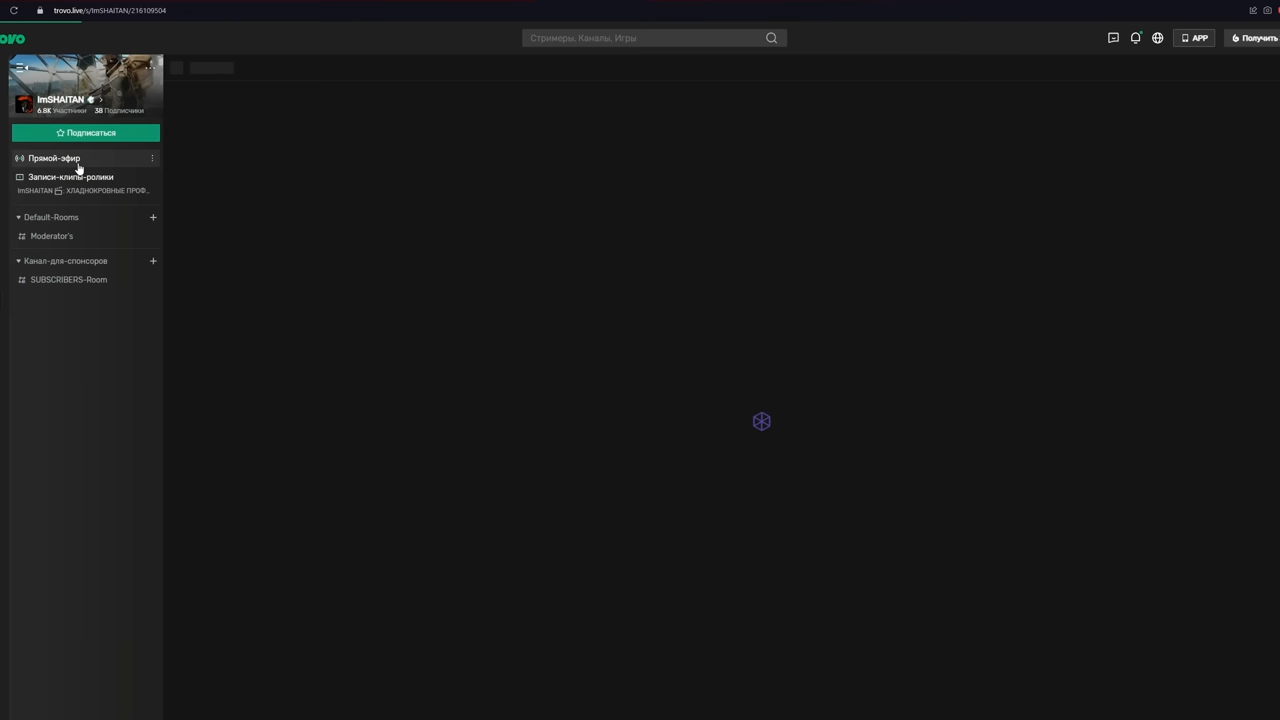 trovo.live/s/ImSHAITAN/216109504
ovo
Стримеры, Каналы, Игры
APP
Получить
ImSHAITAN
6.8K Участники 38 Подписчики
Подписаться
Прямой-эфир
Записи-клипы-ролики
ImSHAITAN : ХЛАДНОКРОВНЫЕ ПРОФ...
Default-Rooms
Moderator's
Канал-для-спонсоров
SUBSCRIBERS-Room